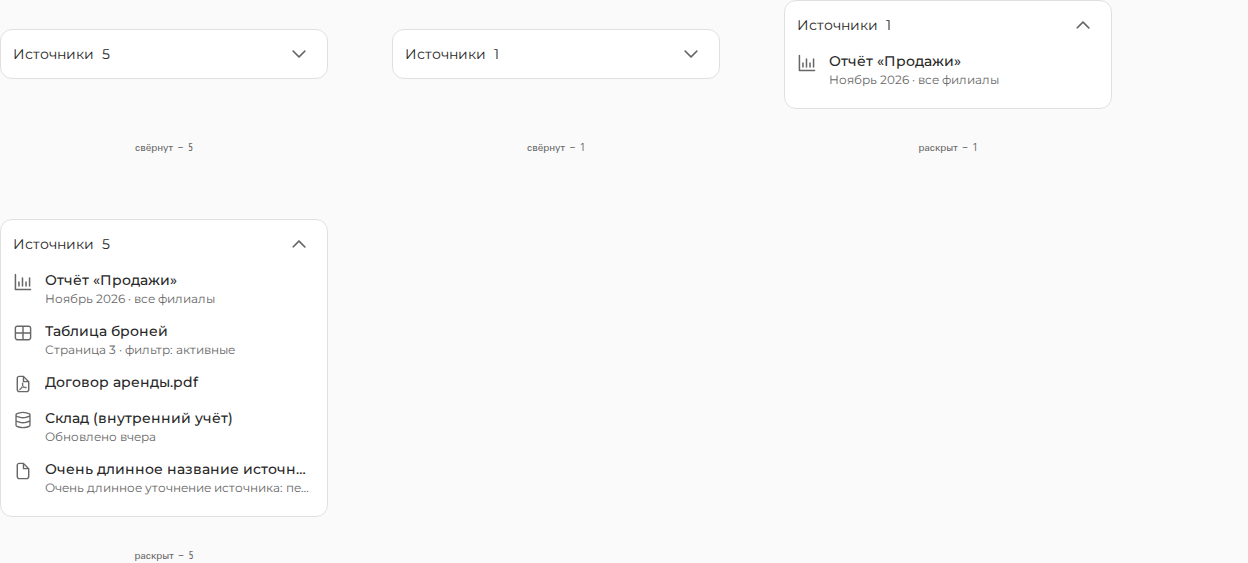 Источники 5
свёрнут – 5
Источники 1
свёрнут – 1
Источники 1
Отчёт «Продажи»
Ноябрь 2026 · все филиалы
раскрыт – 1
Источники 5
Отчёт «Продажи»
Ноябрь 2026 · все филиалы
Таблица броней
Страница 3 · фильтр: активные
Договор аренды.pdf
Склад (внутренний учёт)
Обновлено вчера
Очень длинное название источн...
Очень длинное уточнение источника: пе...
раскрыт – 5